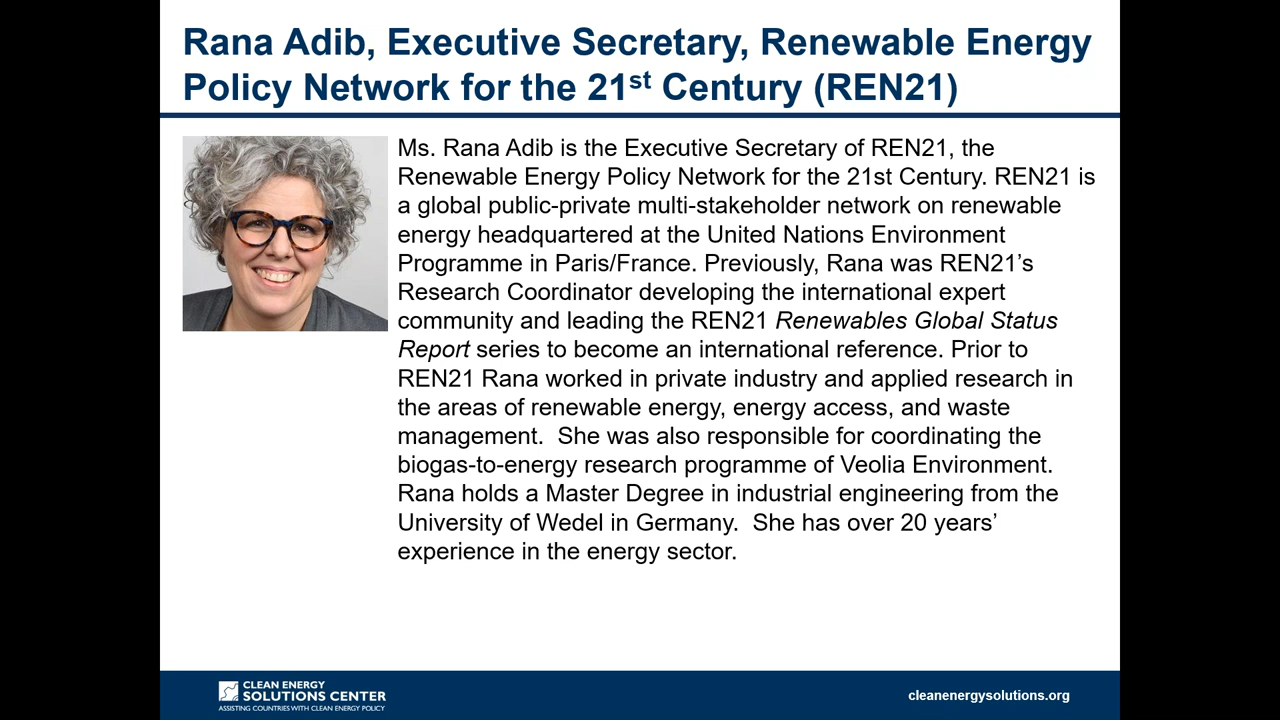 Rana Adib, Executive Secretary, Renewable Energy
Policy Network for the 21st Century (REN21)
Ms. Rana Adib is the Executive Secretary of REN21, the
Renewable Energy Policy Network for the 21st Century. REN21 is
a global public-private multi-stakeholder network on renewable
energy headquartered at the United Nations Environment
Programme in Paris/France. Previously, Rana was REN21’s
Research Coordinator developing the international expert
community and leading the REN21 Renewables Global Status
Report series to become an international reference. Prior to
REN21 Rana worked in private industry and applied research in
the areas of renewable energy, energy access, and waste
management.  She was also responsible for coordinating the
biogas-to-energy research programme of Veolia Environment.
Rana holds a Master Degree in industrial engineering from the
University of Wedel in Germany.  She has over 20 years’
experience in the energy sector.
CLEAN ENERGY
SOLUTIONS CENTER
ASSISTING COUNTRIES WITH CLEAN ENERGY POLICY
cleanenergysolutions.org